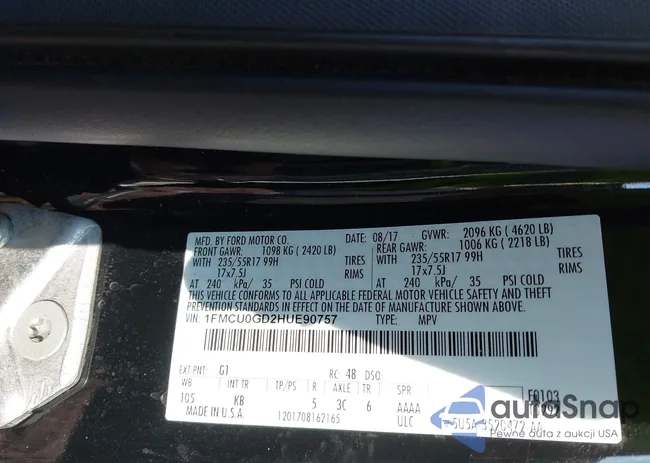 MFD. BY FORD MOTOR CO. DATE: 08/17 GVWR: 2096 KG ( 4620 LB)
FRONT GAWR: 1098 KG ( 2420 LB) REAR GAWR: 1006 KG ( 2218 LB)
WITH 235/55R17 99H TIRES WITH 235/55R17 99H TIRES
17x7.5J RIMS 17x7.5J RIMS
AT 240 kPa/ 35 PSI COLD AT 240 kPa/ 35 PSI COLD
THIS VEHICLE CONFORMS TO ALL APPLICABLE FEDERAL MOTOR VEHICLE SAFETY AND THEFT
PREVENTION STANDARDS IN EFFECT ON THE DATE OF MANUFACTURE SHOWN ABOVE.
VIN: 1FMCU0GD2HUE90757 TYPE: MPV
EXT PNT: G1 RC: 48 DSO:
WB INT TR TP/PS R AXLE TR SPR
105 KB 5 3C 6 AAAA
MADE IN U.S.A. 1201708162165 ULC
F0103
autoSnap
Pewne auta z aukcji USA